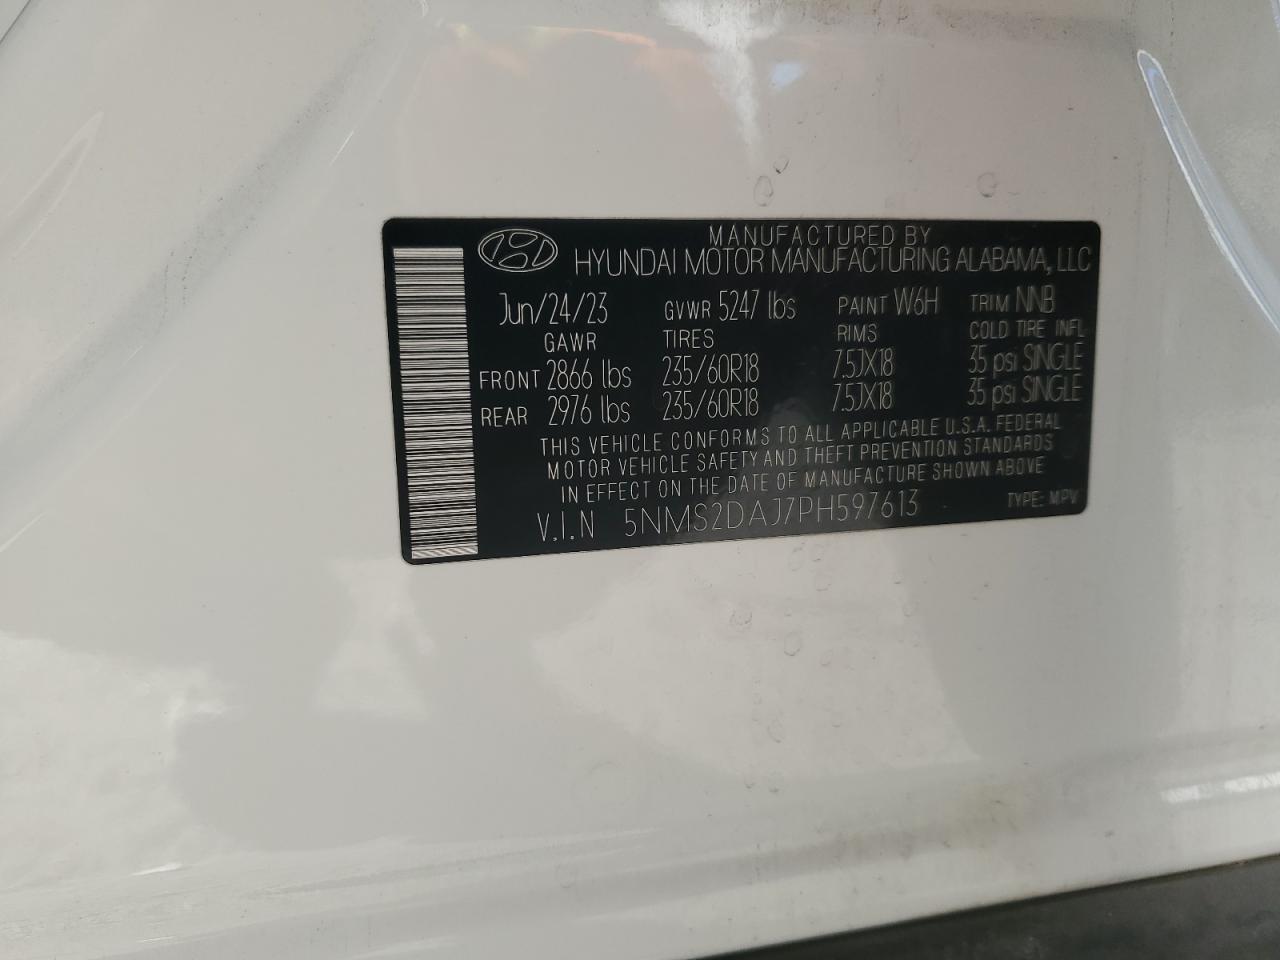 MANUFACTURED BY
HYUNDAI MOTOR MANUFACTURING ALABAMA, LLC
Jun/24/23 GVWR 5247 lbs PAINT W6H TRIM NNB
GAWR TIRES RIMS COLD TIRE INFL
FRONT 2866 lbs 235/60R18 7.5JX18 35 psi SINGLE
REAR 2976 lbs 235/60R18 7.5JX18 35 psi SINGLE
THIS VEHICLE CONFORMS TO ALL APPLICABLE U.S.A. FEDERAL
MOTOR VEHICLE SAFETY AND THEFT PREVENTION STANDARDS
IN EFFECT ON THE DATE OF MANUFACTURE SHOWN ABOVE
V.I.N 5NMS2DAJ7PH597613 TYPE: MPV